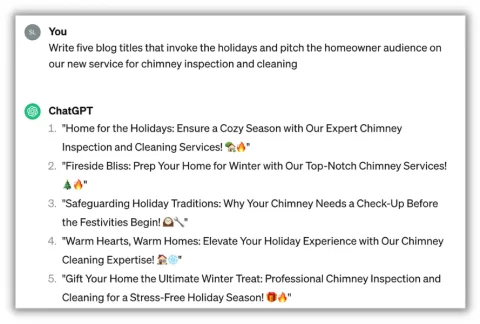 SL
You
Write five blog titles that invoke the holidays and pitch the homeowner audience on
our new service for chimney inspection and cleaning
ChatGPT
1. "Home for the Holidays: Ensure a Cozy Season with Our Expert Chimney
Inspection and Cleaning Services! 🏡🔥"
2. "Fireside Bliss: Prep Your Home for Winter with Our Top-Notch Chimney Services!
🎄🔥"
3. "Safeguarding Holiday Traditions: Why Your Chimney Needs a Check-Up Before
the Festivities Begin! 🕰️🔧"
4. "Warm Hearts, Warm Homes: Elevate Your Holiday Experience with Our Chimney
Cleaning Expertise! 🏠❄️"
5. "Gift Your Home the Ultimate Winter Treat: Professional Chimney Inspection and
Cleaning for a Stress-Free Holiday Season! 🎁🔥"